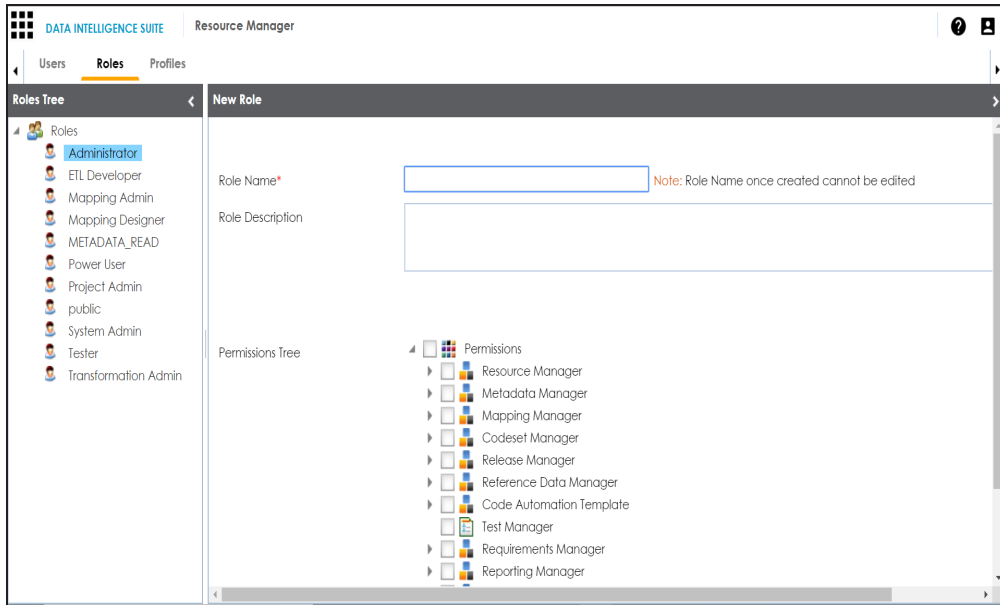 DATA INTELLIGENCE SUITE
Resource Manager
Users
Roles
Profiles
Roles Tree
New Role
Roles
Administrator
ETL Developer
Mapping Admin
Mapping Designer
METADATA_READ
Power User
Project Admin
public
System Admin
Tester
Transformation Admin
Role Name*
Note: Role Name once created cannot be edited
Role Description
Permissions Tree
Permissions
Resource Manager
Metadata Manager
Mapping Manager
Codeset Manager
Release Manager
Reference Data Manager
Code Automation Template
Test Manager
Requirements Manager
Reporting Manager